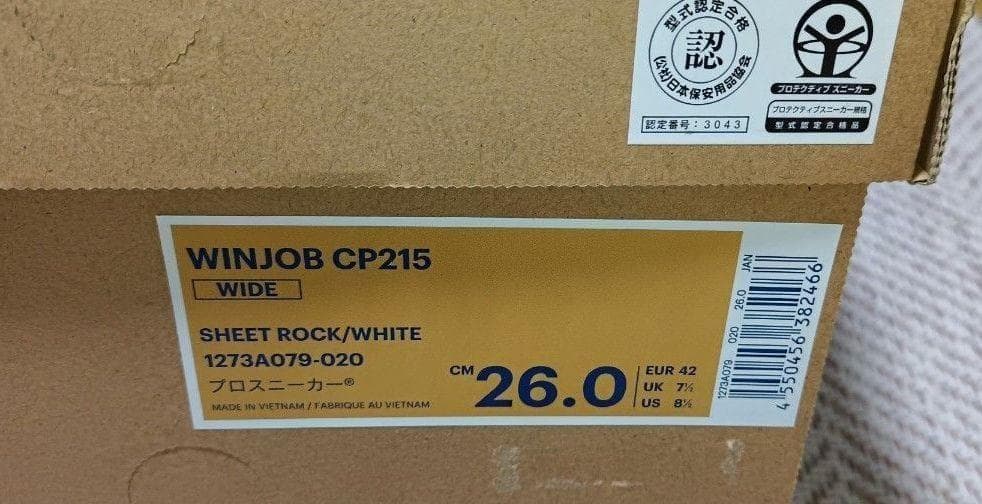 型式認定合格
認
(公社)日本保安用品協会
認定番号：3043
プロテクティブ スニーカー
プロテクティブスニーカー規格
型式認定合格品
WINJOB CP215
WIDE
SHEET ROCK/WHITE
1273A079-020
プロスニーカー®
MADE IN VIETNAM / FABRIQUE AU VIETNAM
CM 26.0
EUR 42
UK 7½
US 8½
1273A079 020 26.0 JAN
4 550456 382466